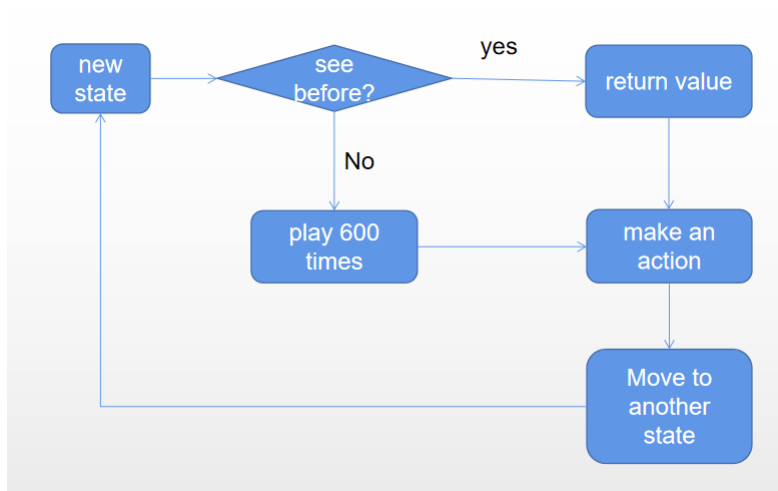 new
state
see
before?
yes
return value
No
play 600
times
make an
action
Move to
another
state